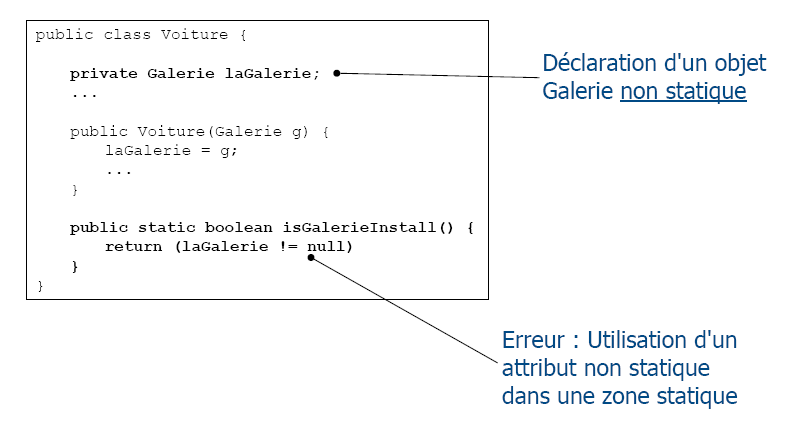 public class Voiture {
private Galerie laGalerie;
...
public Voiture(Galerie g) {
laGalerie = g;
...
}
public static boolean isGalerieInstall() {
return (laGalerie != null)
}
}
Déclaration d'un objet
Galerie non statique
Erreur : Utilisation d'un
attribut non statique
dans une zone statique